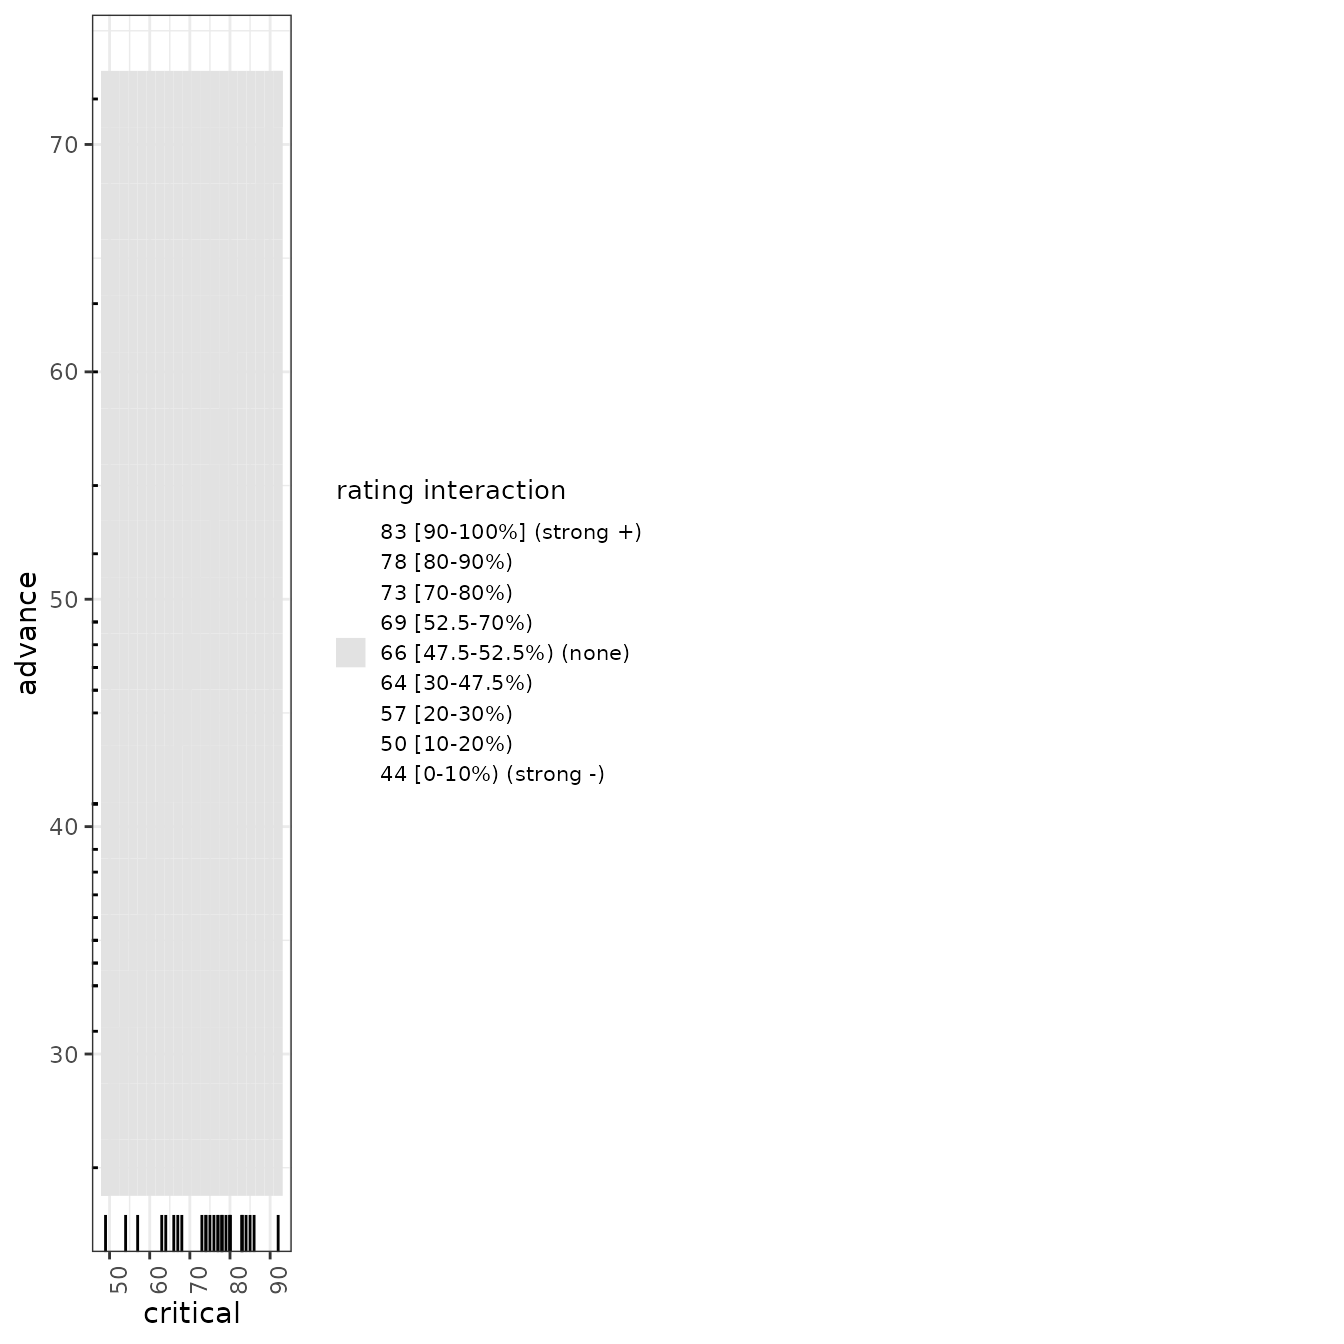 70
60
50
40
30
advance
50 60 70 80 90
critical
rating interaction
83 [90-100%] (strong +)
78 [80-90%)
73 [70-80%)
69 [52.5-70%)
66 [47.5-52.5%) (none)
64 [30-47.5%)
57 [20-30%)
50 [10-20%)
44 [0-10%) (strong -)